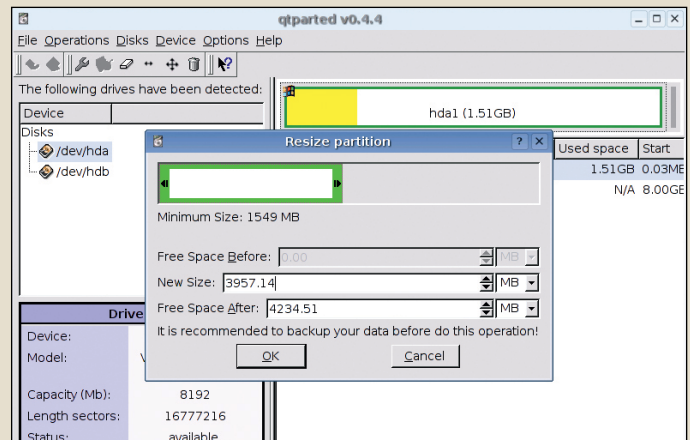 qtparted v0.4.4
File Operations Disks Device Options Help
The following drives have been detected:
Device
Disks
/dev/hda
/dev/hdb
hda1 (1.51GB)
Used space Start
1.51GB 0.03ME
N/A 8.00GE
Resize partition
Minimum Size: 1549 MB
Free Space Before: 0.00 MB
New Size: 3957.14 MB
Free Space After: 4234.51 MB
It is recommended to backup your data before do this operation!
OK Cancel
Drive
Device:
Model: V
Capacity (Mb): 8192
Length sectors: 16777216
Status: available